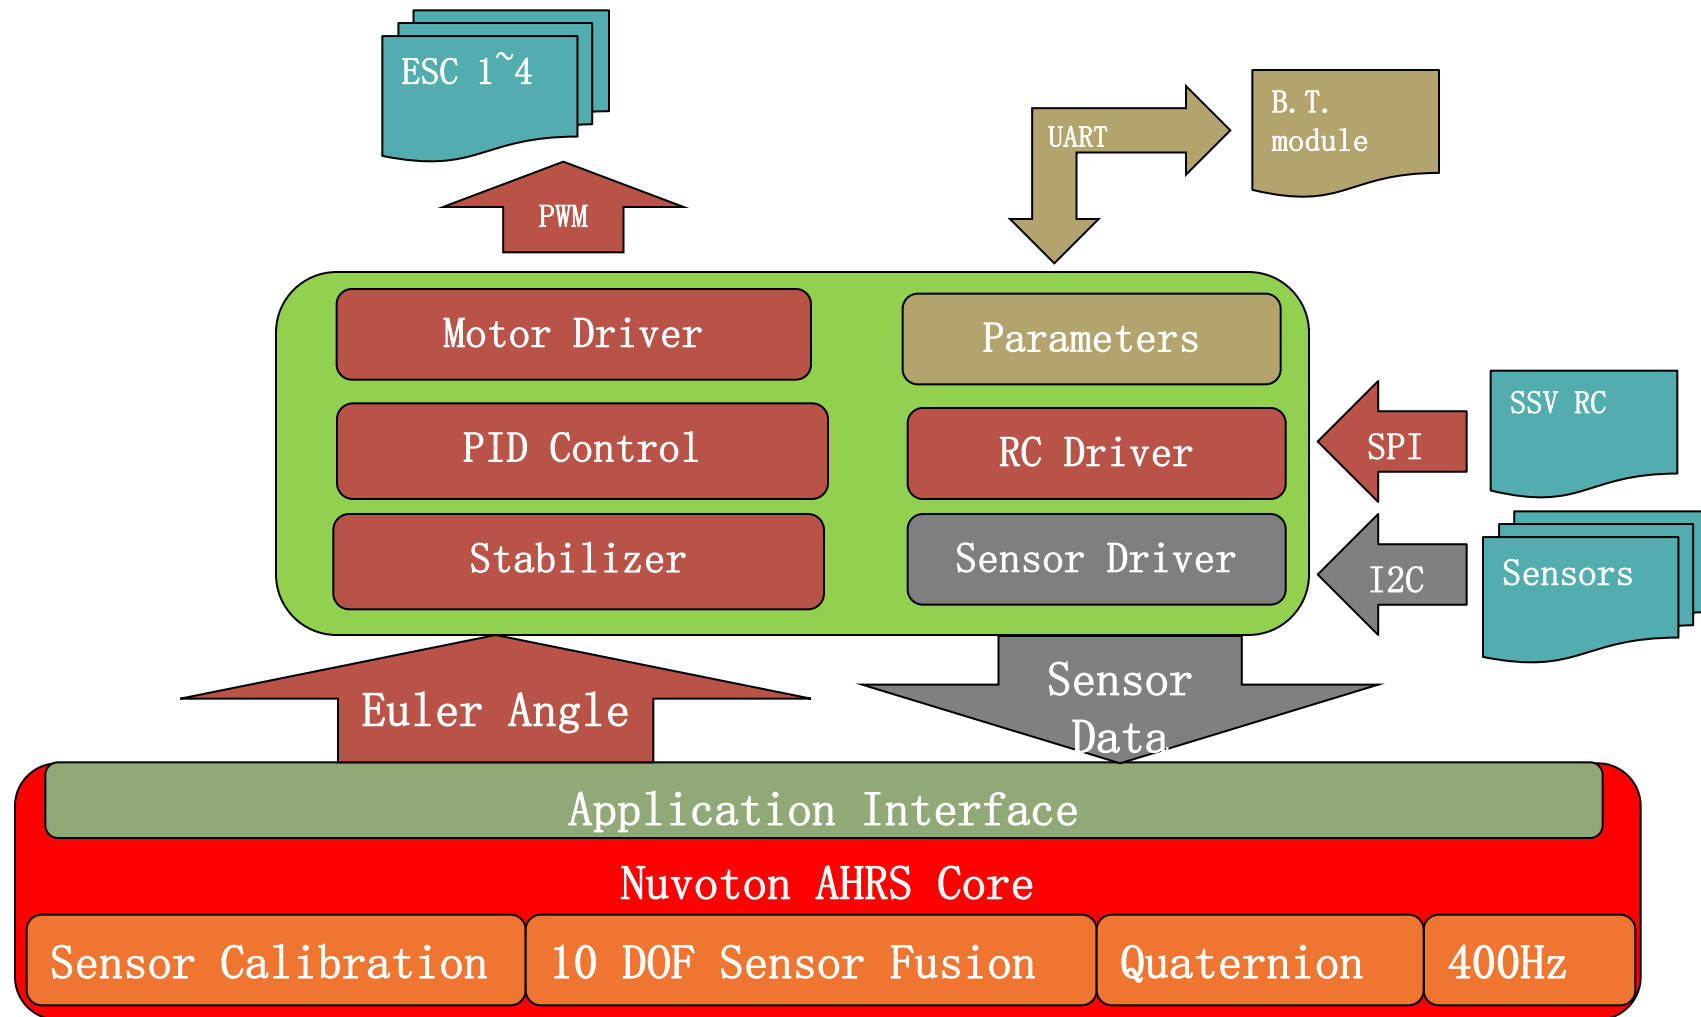 ESC 1~4
B.T.
module
UART
PWM
Motor Driver
Parameters
PID Control
RC Driver
SPI
SSV RC
Stabilizer
Sensor Driver
I2C
Sensors
Euler Angle
Sensor
Data
Application Interface
Nuvoton AHRS Core
Sensor Calibration
10 DOF Sensor Fusion
Quaternion
400Hz